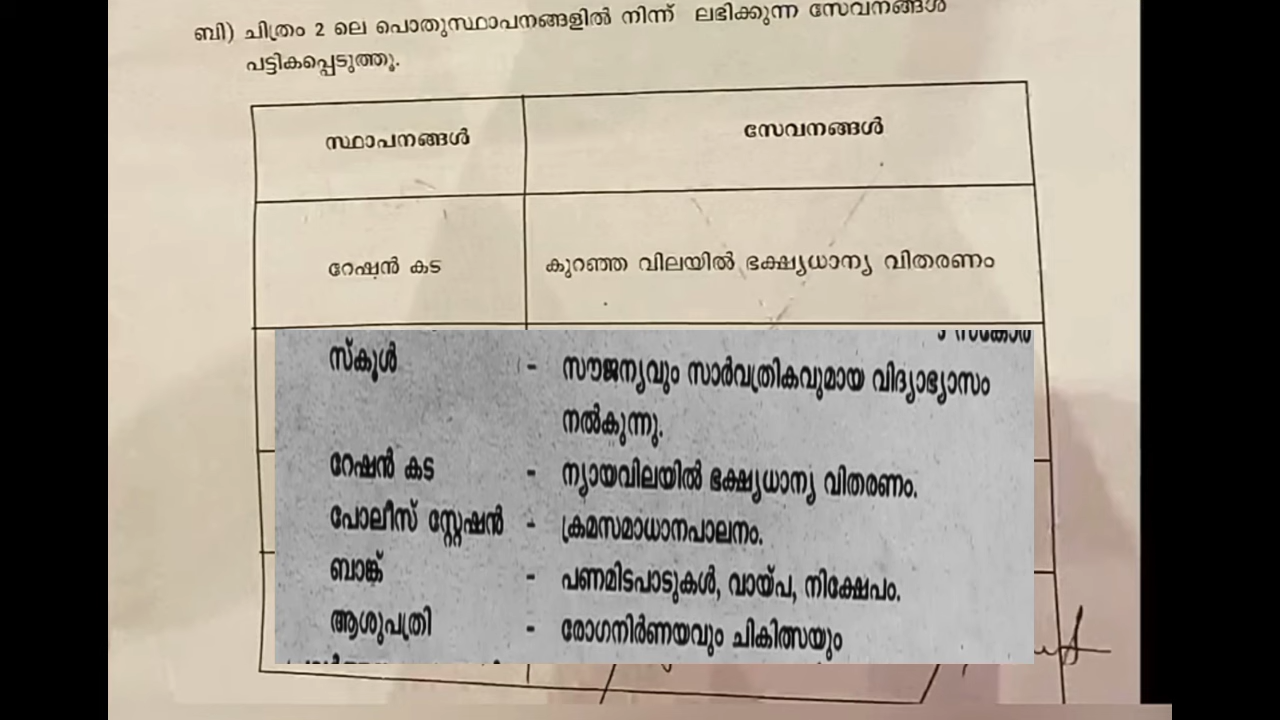 ബി) ചിത്രം 2 ലെ പൊതുസ്ഥാപനങ്ങളിൽ നിന്ന് ലഭിക്കുന്ന സേവനങ്ങൾ
പട്ടികപ്പെടുത്തൂ.
സ്ഥാപനങ്ങൾ സേവനങ്ങൾ
റേഷൻ കട കുറഞ്ഞ വിലയിൽ ഭക്ഷ്യധാന്യ വിതരണം
സ്കൂൾ - സൗജന്യവും സാർവത്രികവുമായ വിദ്യാഭ്യാസം
നൽകുന്നു.
റേഷൻ കട - ന്യായവിലയിൽ ഭക്ഷ്യധാന്യ വിതരണം.
പോലീസ് സ്റ്റേഷൻ - ക്രമസമാധാനപാലനം.
ബാങ്ക് - പണമിടപാടുകൾ, വായ്പ, നിക്ഷേപം.
ആശുപത്രി - രോഗനിർണയവും ചികിത്സയും